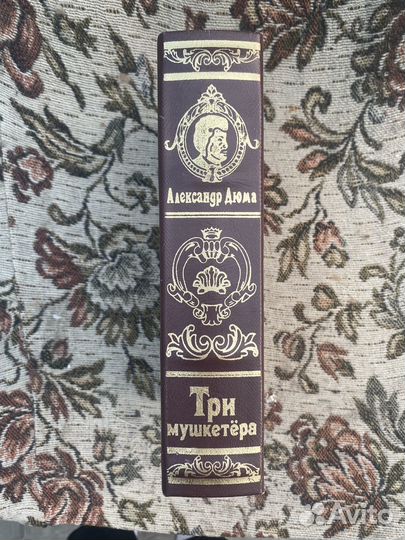 Александр Дюма
Три
мушкетёра
Avito